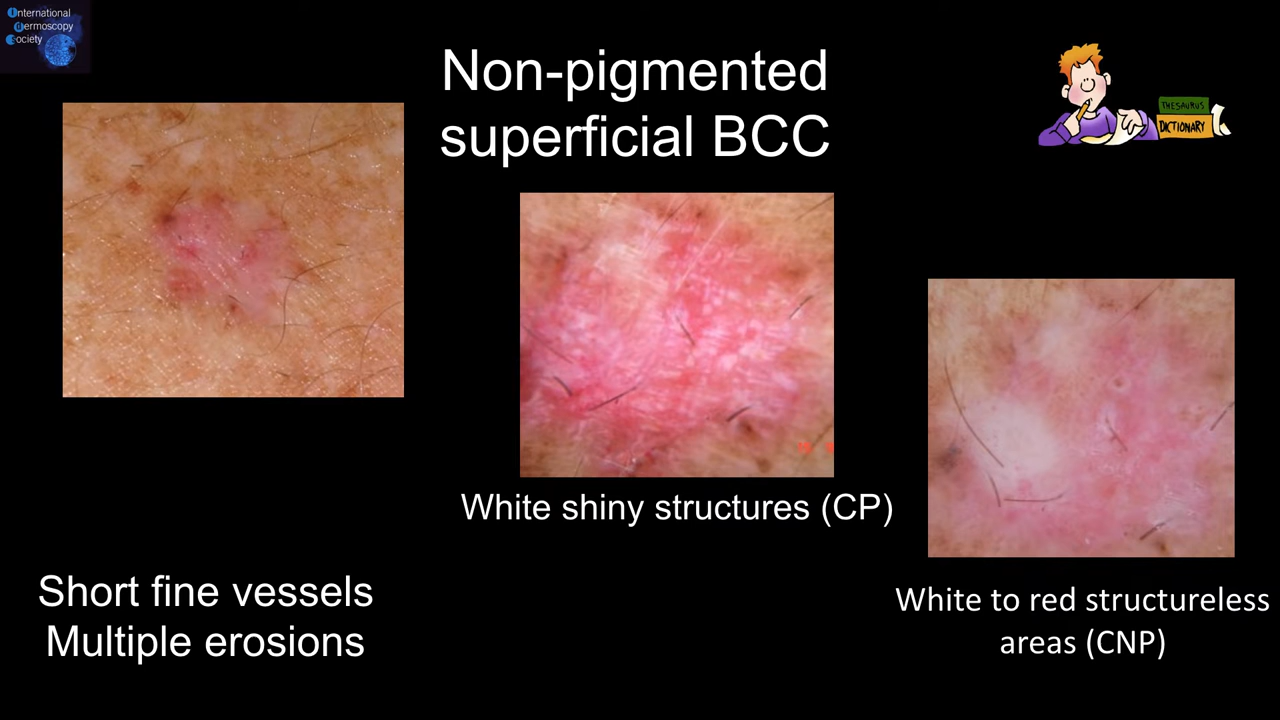 International
Dermoscopy
Society
Non-pigmented
superficial BCC
THESAURUS
DICTIONARY
White shiny structures (CP)
Short fine vessels
Multiple erosions
White to red structureless
areas (CNP)